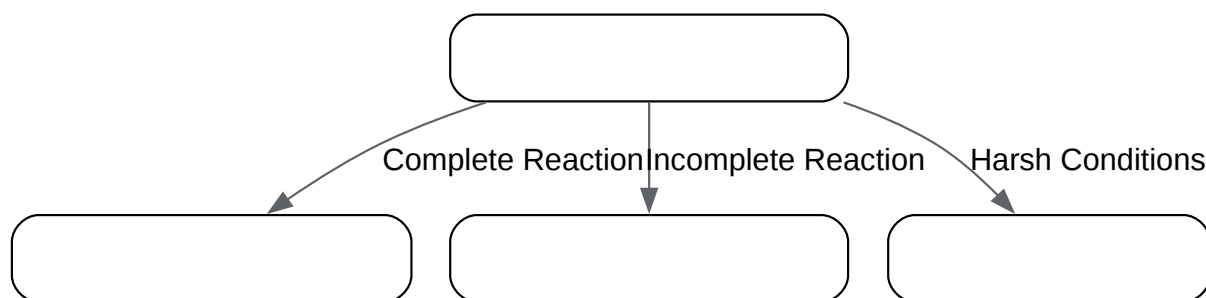 Complete Reaction
Incomplete Reaction
Harsh Conditions